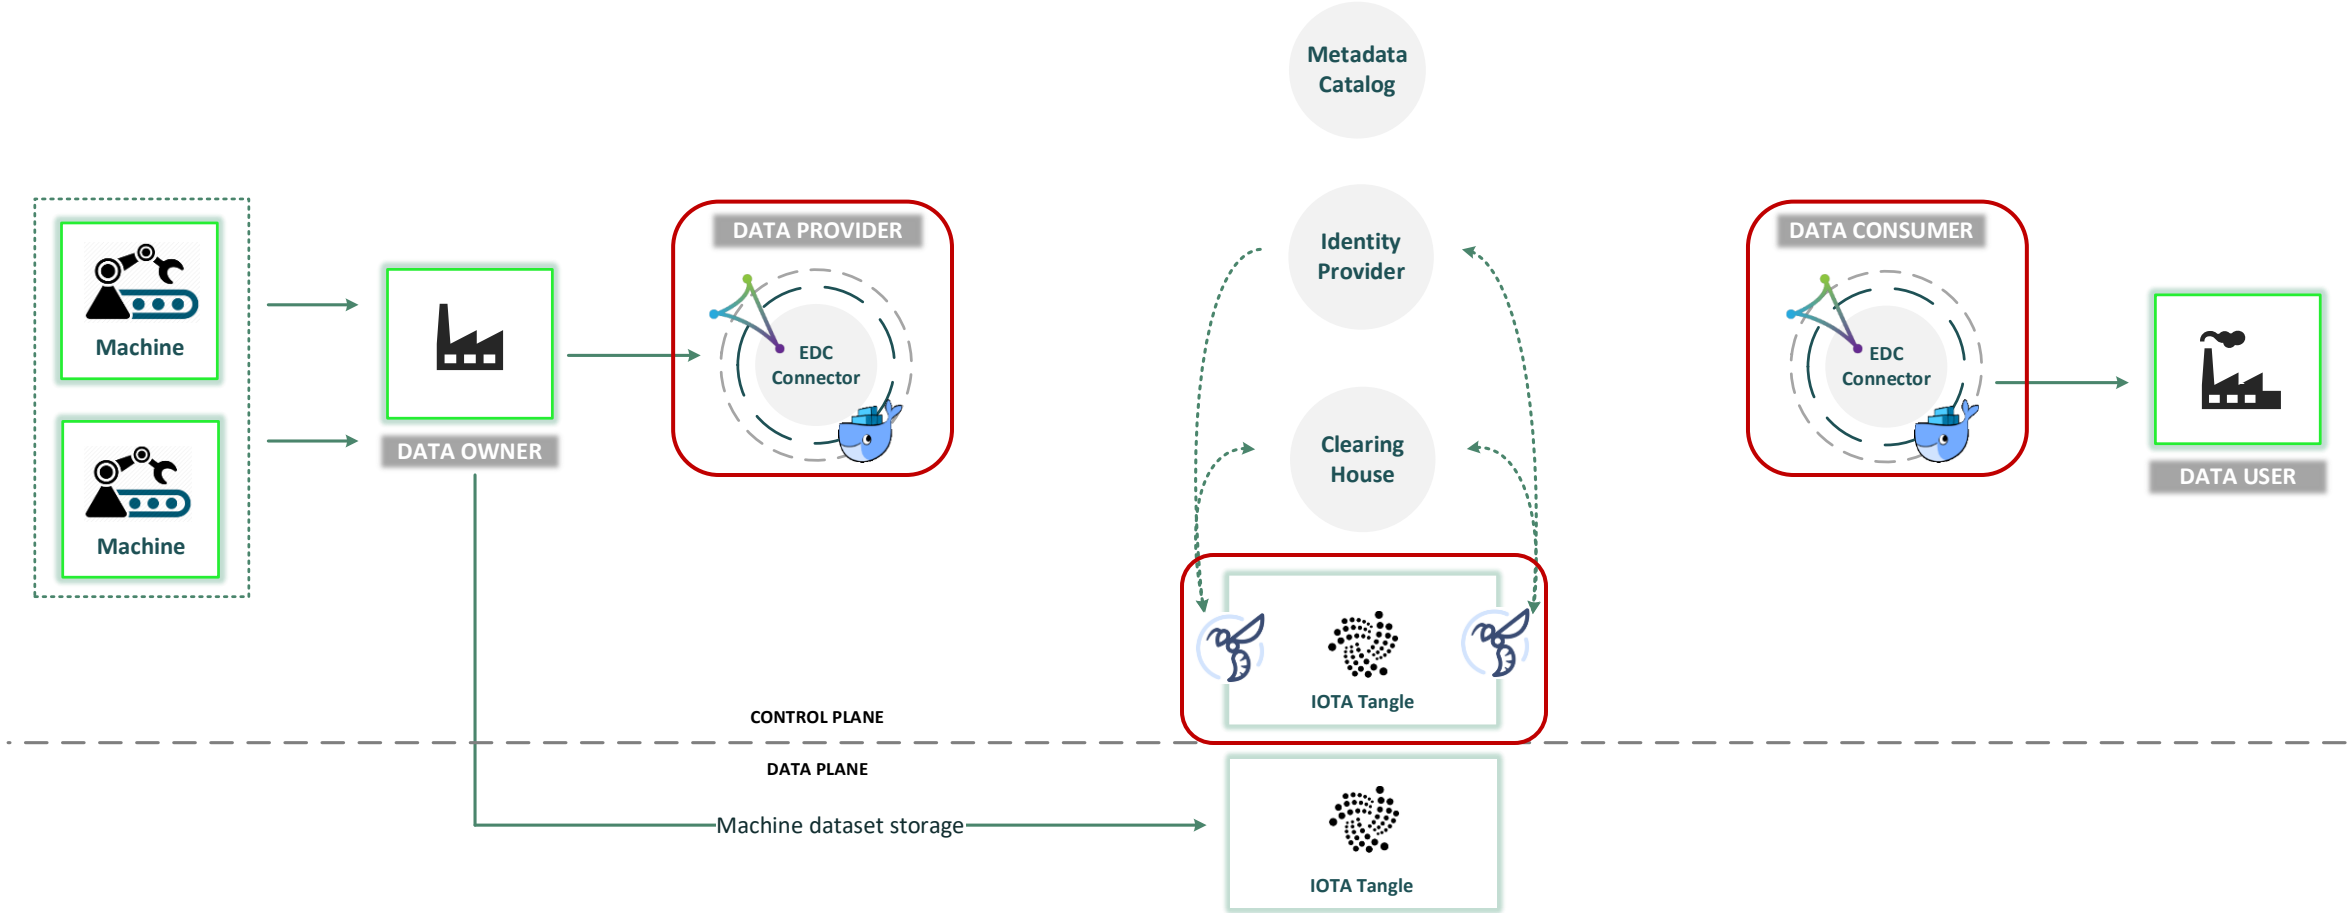 Metadata
Catalog
DATA PROVIDER
Identity
Provider
DATA CONSUMER
Machine
EDC
Connector
EDC
Connector
DATA OWNER
Clearing
House
DATA USER
Machine
IOTA Tangle
CONTROL PLANE
DATA PLANE
Machine dataset storage
IOTA Tangle